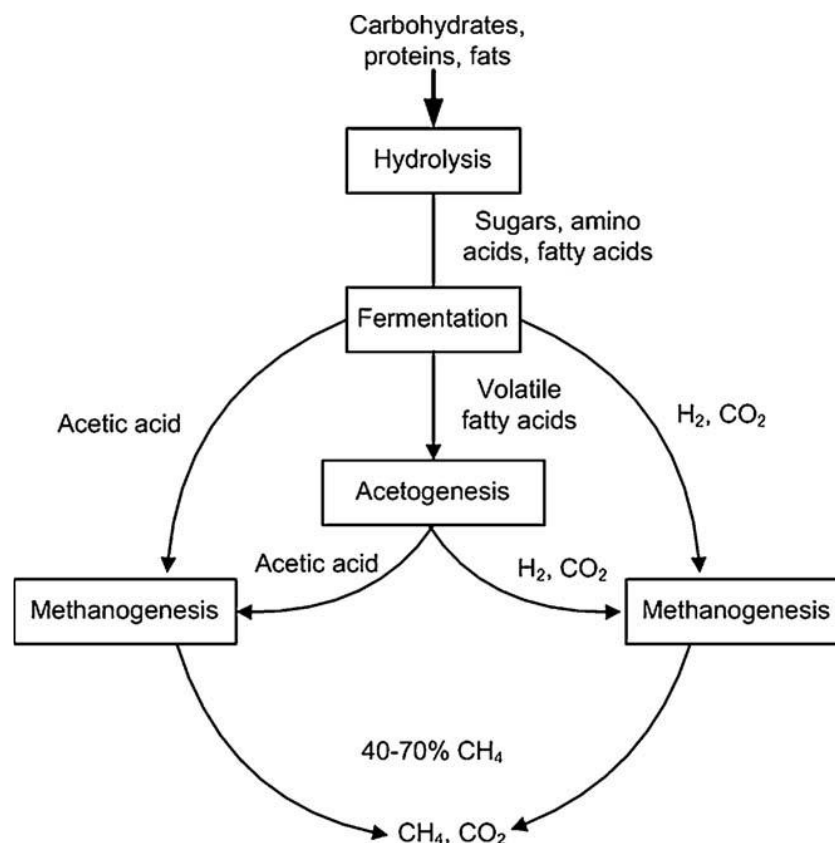 Carbohydrates,
proteins, fats
Hydrolysis
Sugars, amino
acids, fatty acids
Fermentation
Acetic acid
Volatile
fatty acids
H₂, CO₂
Acetogenesis
Acetic acid
H₂, CO₂
Methanogenesis
Methanogenesis
40-70% CH₄
CH₄, CO₂